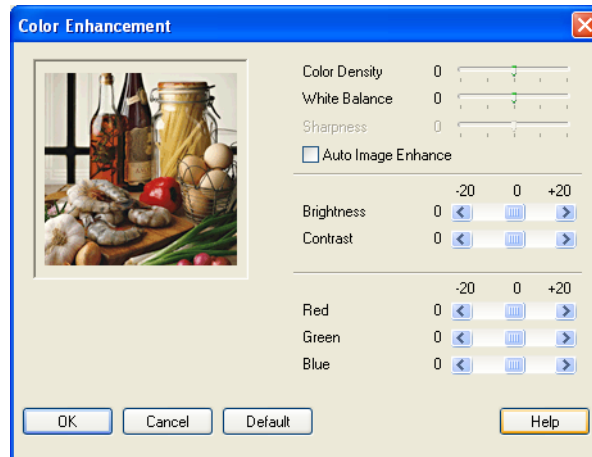 Color Enhancement
Color Density 0
White Balance 0
Sharpness 0
Auto Image Enhance
-20 0 +20
Brightness 0
Contrast 0
-20 0 +20
Red 0
Green 0
Blue 0
OK Cancel Default Help